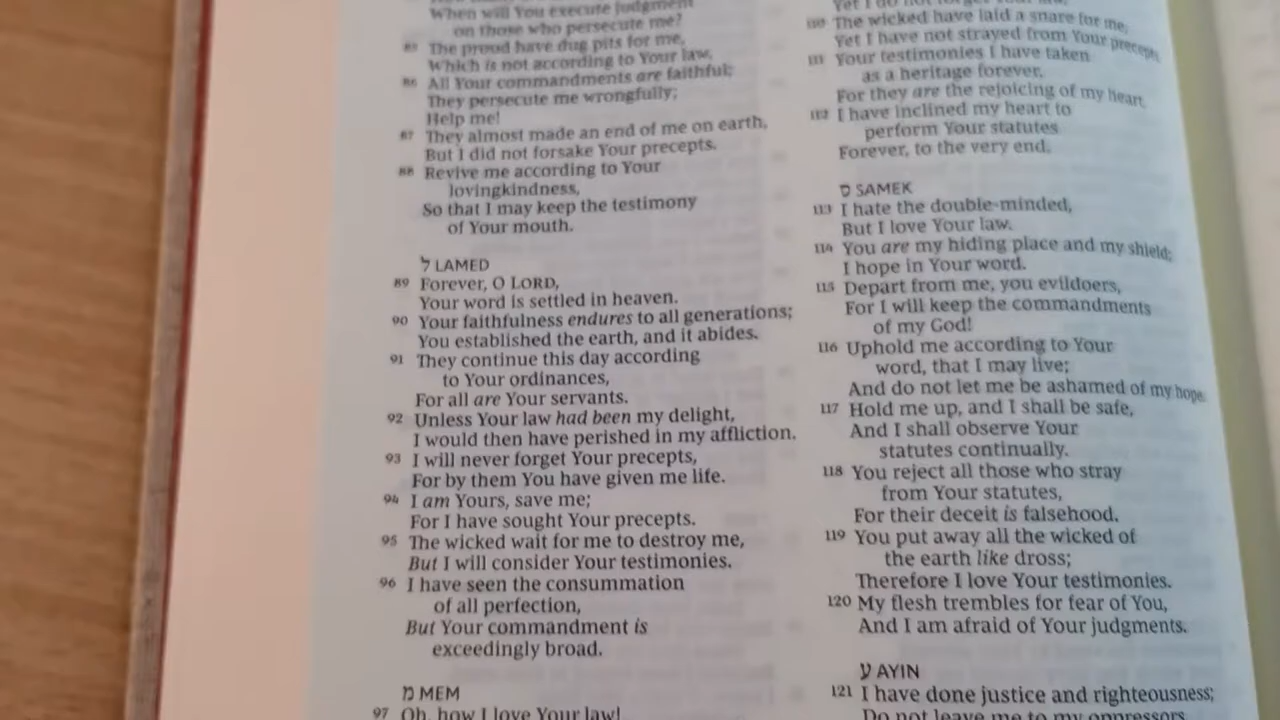 When will You execute judgment
on those who persecute me?
85 The proud have dug pits for me,
Which is not according to Your law.
86 All Your commandments are faithful;
They persecute me wrongfully;
Help me!
87 They almost made an end of me on earth,
But I did not forsake Your precepts.
88 Revive me according to Your
lovingkindness,
So that I may keep the testimony
of Your mouth.
ל LAMED
89 Forever, O LORD,
Your word is settled in heaven.
90 Your faithfulness endures to all generations;
You established the earth, and it abides.
91 They continue this day according
to Your ordinances,
For all are Your servants.
92 Unless Your law had been my delight,
I would then have perished in my affliction.
93 I will never forget Your precepts,
For by them You have given me life.
94 I am Yours, save me;
For I have sought Your precepts.
95 The wicked wait for me to destroy me,
But I will consider Your testimonies.
96 I have seen the consummation
of all perfection,
But Your commandment is
exceedingly broad.
מ MEM
97 Oh, how I love Your law!
Yet I do not forget Your law.
110 The wicked have laid a snare for me,
Yet I have not strayed from Your precepts.
111 Your testimonies I have taken
as a heritage forever,
For they are the rejoicing of my heart.
112 I have inclined my heart to
perform Your statutes
Forever, to the very end.
ס SAMEK
113 I hate the double-minded,
But I love Your law.
114 You are my hiding place and my shield;
I hope in Your word.
115 Depart from me, you evildoers,
For I will keep the commandments
of my God!
116 Uphold me according to Your
word, that I may live;
And do not let me be ashamed of my hope.
117 Hold me up, and I shall be safe,
And I shall observe Your
statutes continually.
118 You reject all those who stray
from Your statutes,
For their deceit is falsehood.
119 You put away all the wicked of
the earth like dross;
Therefore I love Your testimonies.
120 My flesh trembles for fear of You,
And I am afraid of Your judgments.
ע AYIN
121 I have done justice and righteousness;
Do not leave me to my oppressors.